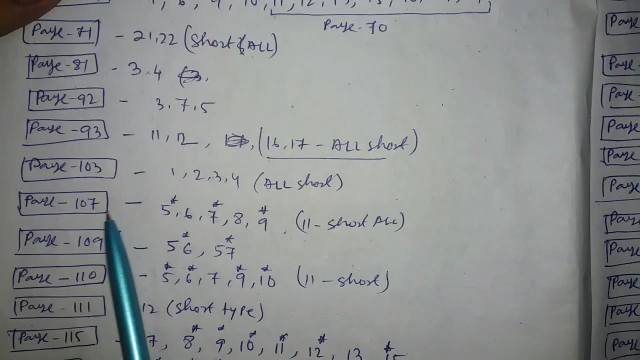 Page-70
Page-71 - 21,22 (short ALL)
Page-81 - 3.4
Page-92 - 3,7,5
Page-93 - 11,12, (16,17 - ALL short)
Page-103 - 1,2,3,4 (ALL short)
Page-107 - 5*,6,7*,8,9* (11-short ALL)
Page-109 - 56*, 57*
Page-110 - 5*,6*,7,9*,10* (11-short)
Page-111 12 (short type)
Page-115 7, 8*, 9*, 10*, 11*, 12*, 13, 15*